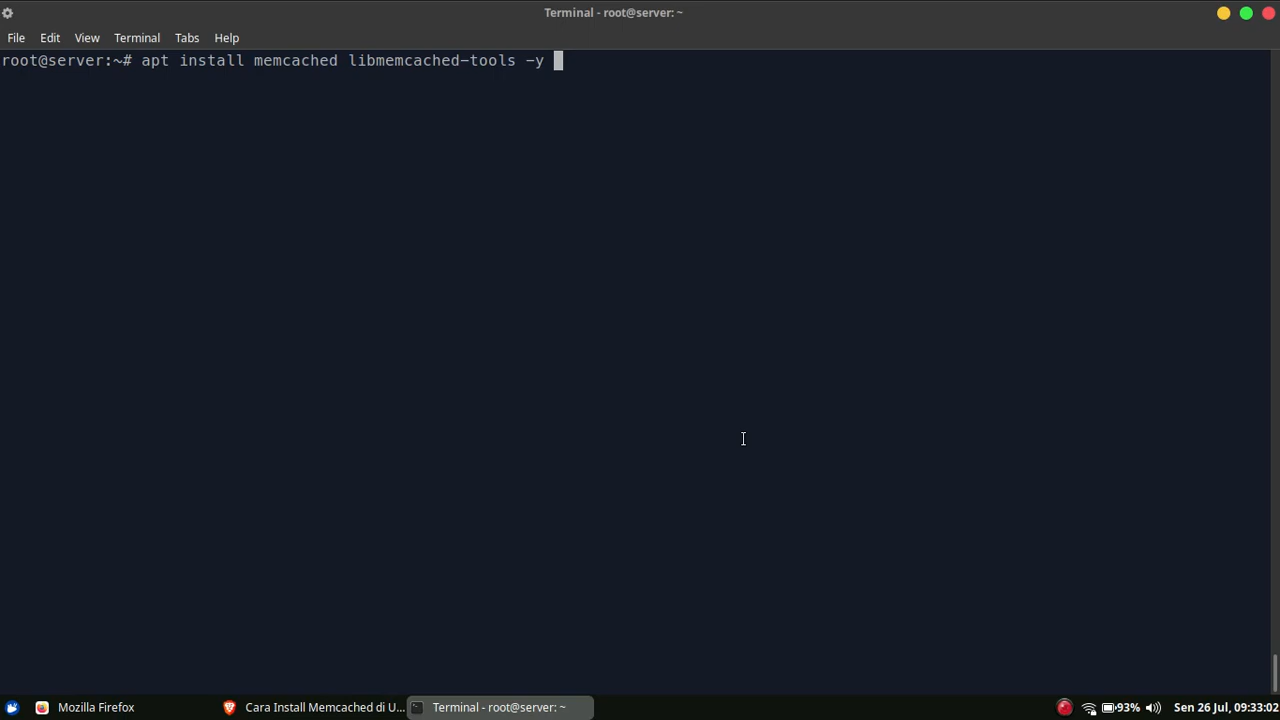 Terminal - root@server: ~
File Edit View Terminal Tabs Help
root@server:~# apt install memcached libmemcached-tools -y
Mozilla Firefox Cara Install Memcached di U... Terminal - root@server: ~ 93% Sen 26 Jul, 09:33:02